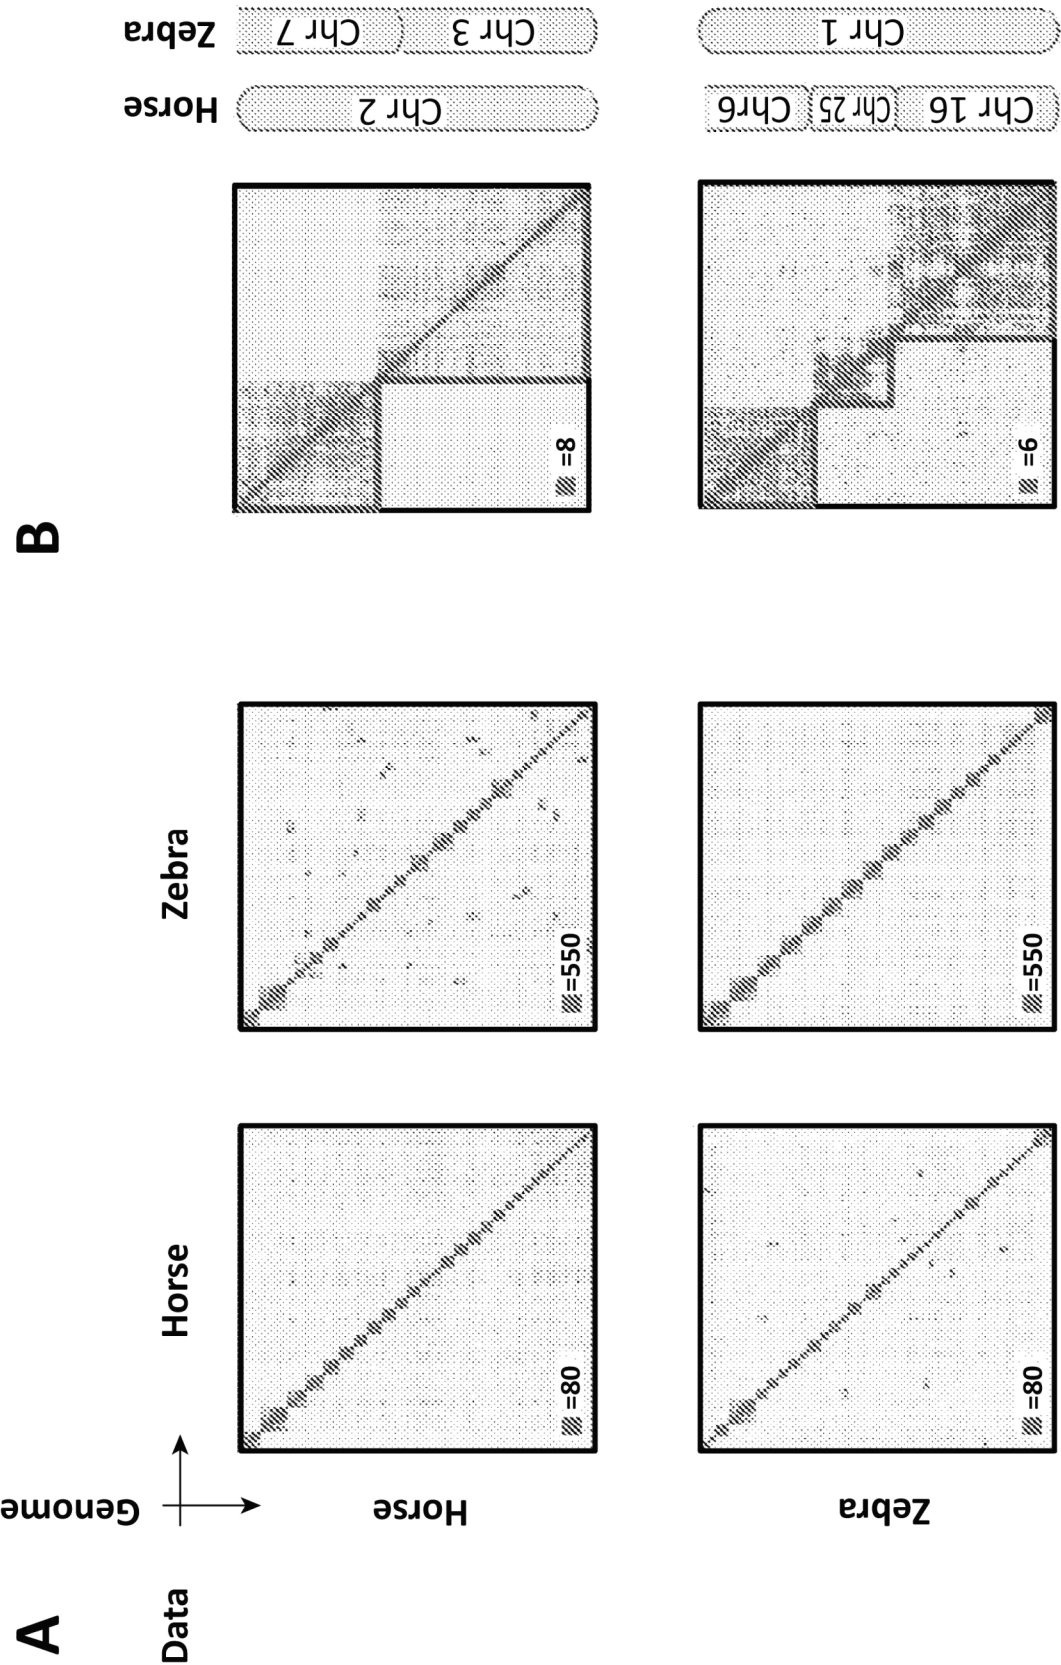 A
Data
Genome
Horse
Zebra
Horse
=80
=550
Zebra
=80
=550
B
Horse
Zebra
=8
Chr 2
Chr 7
Chr 3
=6
Chr6
Chr 25
Chr 16
Chr 1